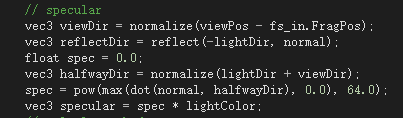 // specular
vec3 viewDir = normalize(viewPos - fs_in.FragPos);
vec3 reflectDir = reflect(-lightDir, normal);
float spec = 0.0;
vec3 halfwayDir = normalize(lightDir + viewDir);
spec = pow(max(dot(normal, halfwayDir), 0.0), 64.0);
vec3 specular = spec * lightColor;